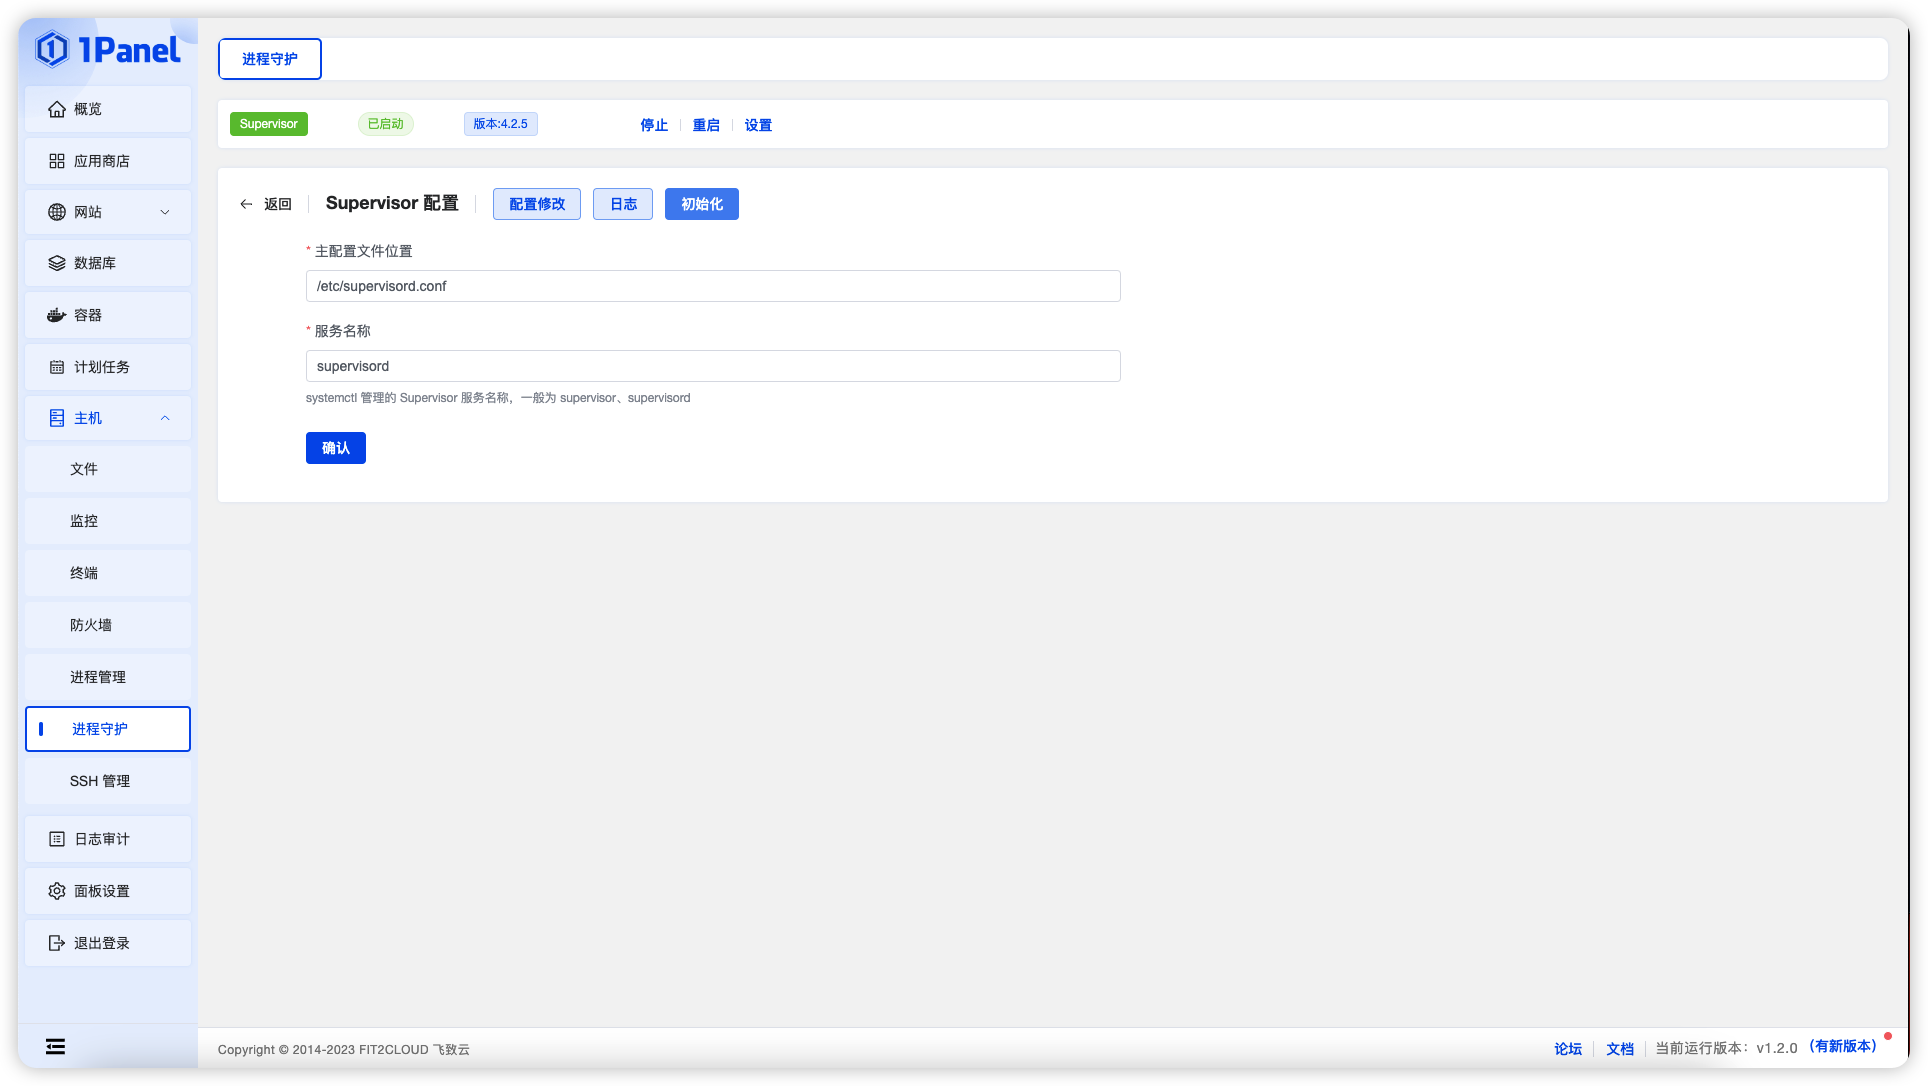 1Panel
概览
应用商店
网站
数据库
容器
计划任务
主机
文件
监控
终端
防火墙
进程管理
进程守护
SSH 管理
日志审计
面板设置
退出登录
进程守护
Supervisor 已启动 版本:4.2.5 停止 重启 设置
返回 Supervisor 配置 配置修改 日志 初始化
* 主配置文件位置
/etc/supervisord.conf
* 服务名称
supervisord
systemctl 管理的 Supervisor 服务名称，一般为 supervisor、supervisord
确认
Copyright © 2014-2023 FIT2CLOUD 飞致云 论坛 文档 当前运行版本：v1.2.0 （有新版本）